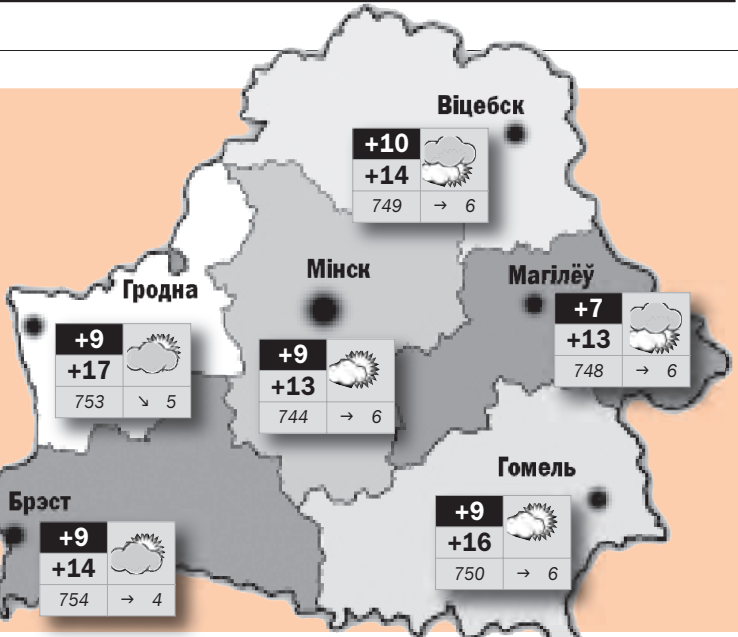 Віцебск
+10
+14
749 → 6
Мінск
+9
+13
744 → 6
Магілёў
+7
+13
748 → 6
Гродна
+9
+17
753 ↘ 5
Гомель
+9
+16
750 → 6
Брэст
+9
+14
754 → 4